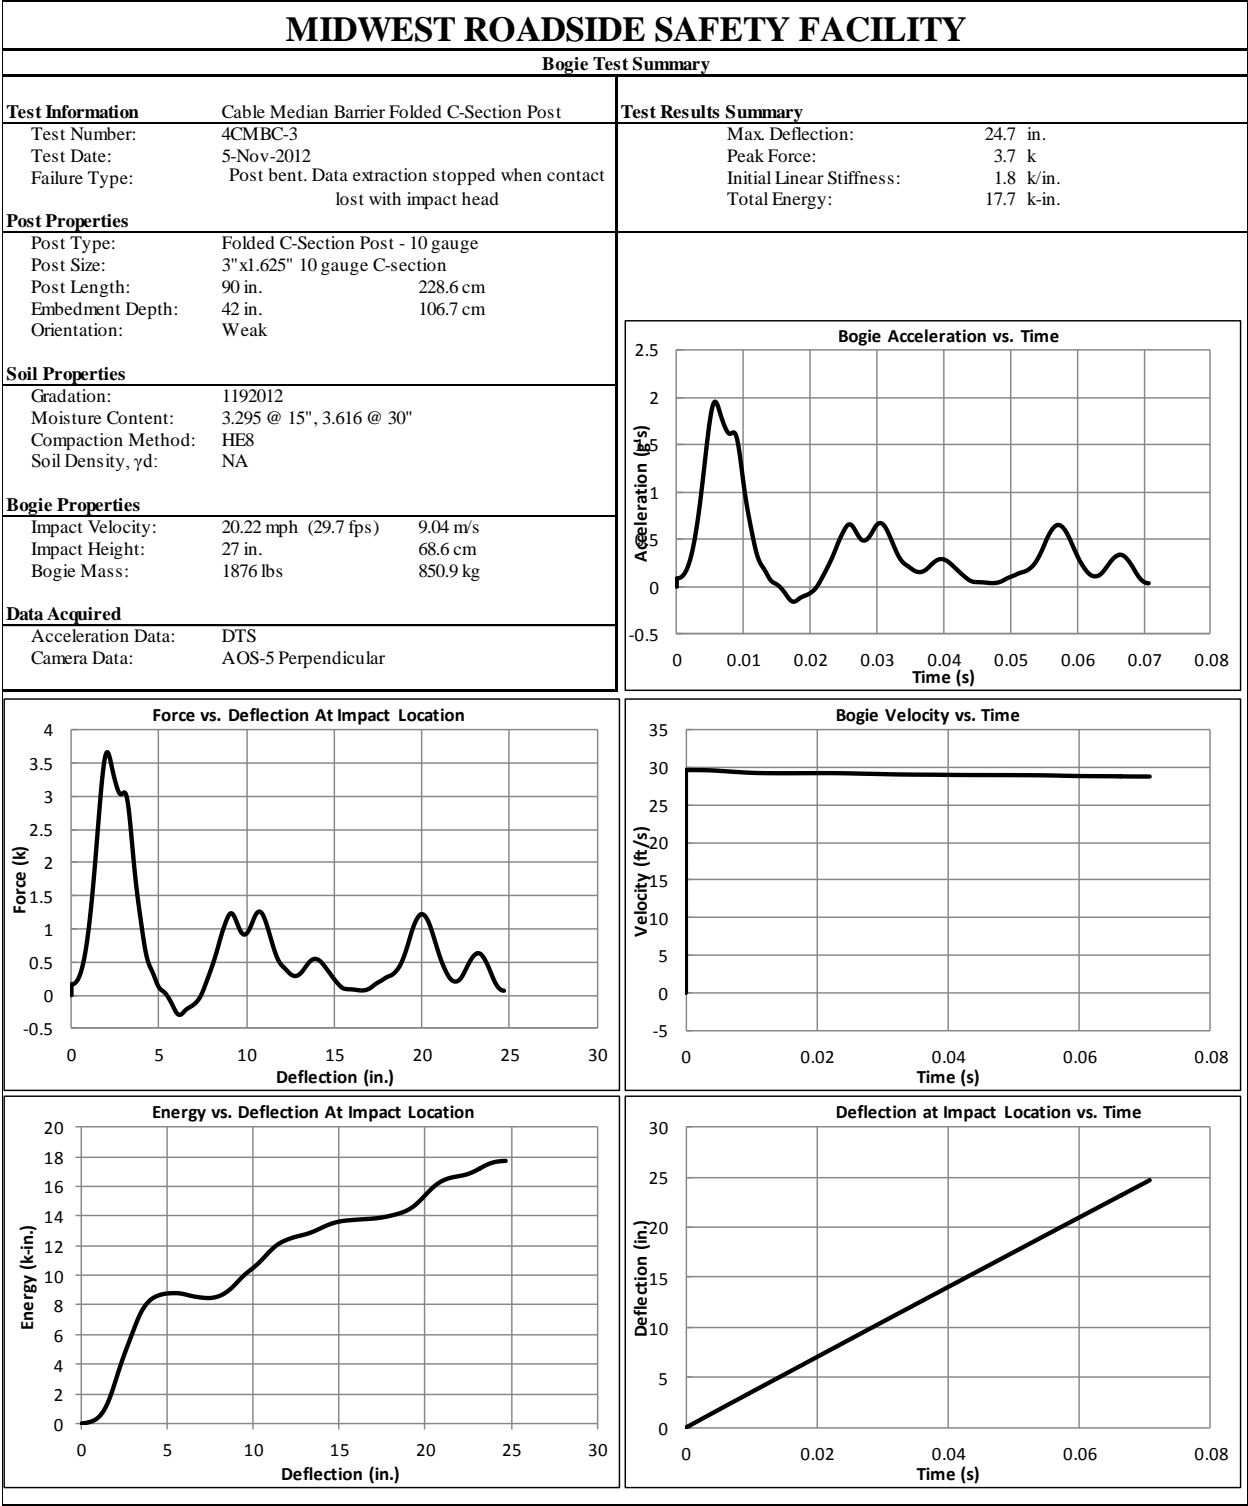 MIDWEST ROADSIDE SAFETY FACILITY
Bogie Test Summary
Test Information Cable Median Barrier Folded C-Section Post
Test Number: 4CMBC-3
Test Date: 5-Nov-2012
Failure Type: Post bent. Data extraction stopped when contact
lost with impact head
Post Properties
Post Type: Folded C-Section Post - 10 gauge
Post Size: 3"x1.625" 10 gauge C-section
Post Length: 90 in. 228.6 cm
Embedment Depth: 42 in. 106.7 cm
Orientation: Weak
Soil Properties
Gradation: 1192012
Moisture Content: 3.295 @ 15", 3.616 @ 30"
Compaction Method: HE8
Soil Density, γd: NA
Bogie Properties
Impact Velocity: 20.22 mph (29.7 fps) 9.04 m/s
Impact Height: 27 in. 68.6 cm
Bogie Mass: 1876 lbs 850.9 kg
Data Acquired
Acceleration Data: DTS
Camera Data: AOS-5 Perpendicular
Test Results Summary
Max. Deflection: 24.7 in.
Peak Force: 3.7 k
Initial Linear Stiffness: 1.8 k/in.
Total Energy: 17.7 k-in.
Bogie Acceleration vs. Time
2.5
2
1.5
1
0.5
0
-0.5
Acceleration (g's)
0 0.01 0.02 0.03 0.04 0.05 0.06 0.07 0.08
Time (s)
Force vs. Deflection At Impact Location
4
3.5
3
2.5
2
1.5
1
0.5
0
-0.5
Force (k)
0 5 10 15 20 25 30
Deflection (in.)
Bogie Velocity vs. Time
35
30
25
20
15
10
5
0
-5
Velocity (ft/s)
0 0.02 0.04 0.06 0.08
Time (s)
Energy vs. Deflection At Impact Location
20
18
16
14
12
10
8
6
4
2
0
Energy (k-in.)
0 5 10 15 20 25 30
Deflection (in.)
Deflection at Impact Location vs. Time
30
25
20
15
10
5
0
Deflection (in.)
0 0.02 0.04 0.06 0.08
Time (s)